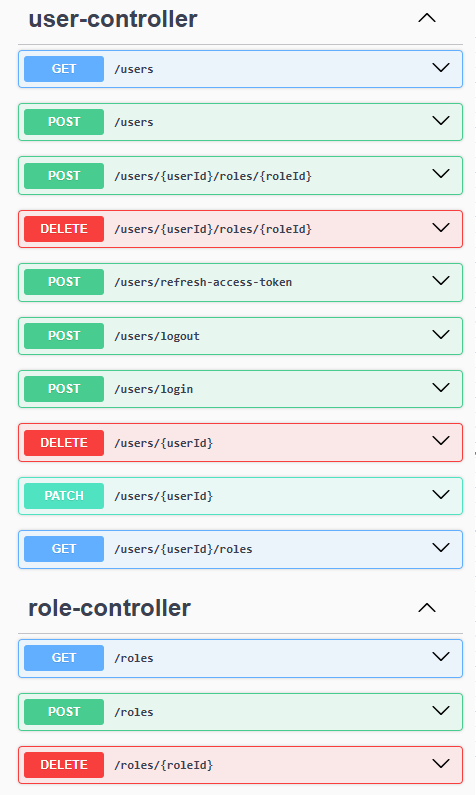 user-controller
GET /users
POST /users
POST /users/{userId}/roles/{roleId}
DELETE /users/{userId}/roles/{roleId}
POST /users/refresh-access-token
POST /users/logout
POST /users/login
DELETE /users/{userId}
PATCH /users/{userId}
GET /users/{userId}/roles
role-controller
GET /roles
POST /roles
DELETE /roles/{roleId}